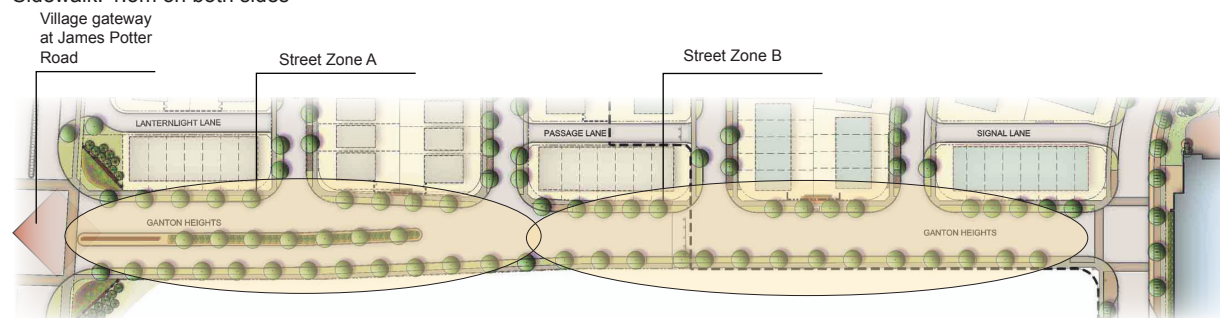 Sidewalk: on both sides
Village gateway
at James Potter
Road
Street Zone A
Street Zone B
LANTERNLIGHT LANE
PASSAGE LANE
SIGNAL LANE
GANTON HEIGHTS
GANTON HEIGHTS